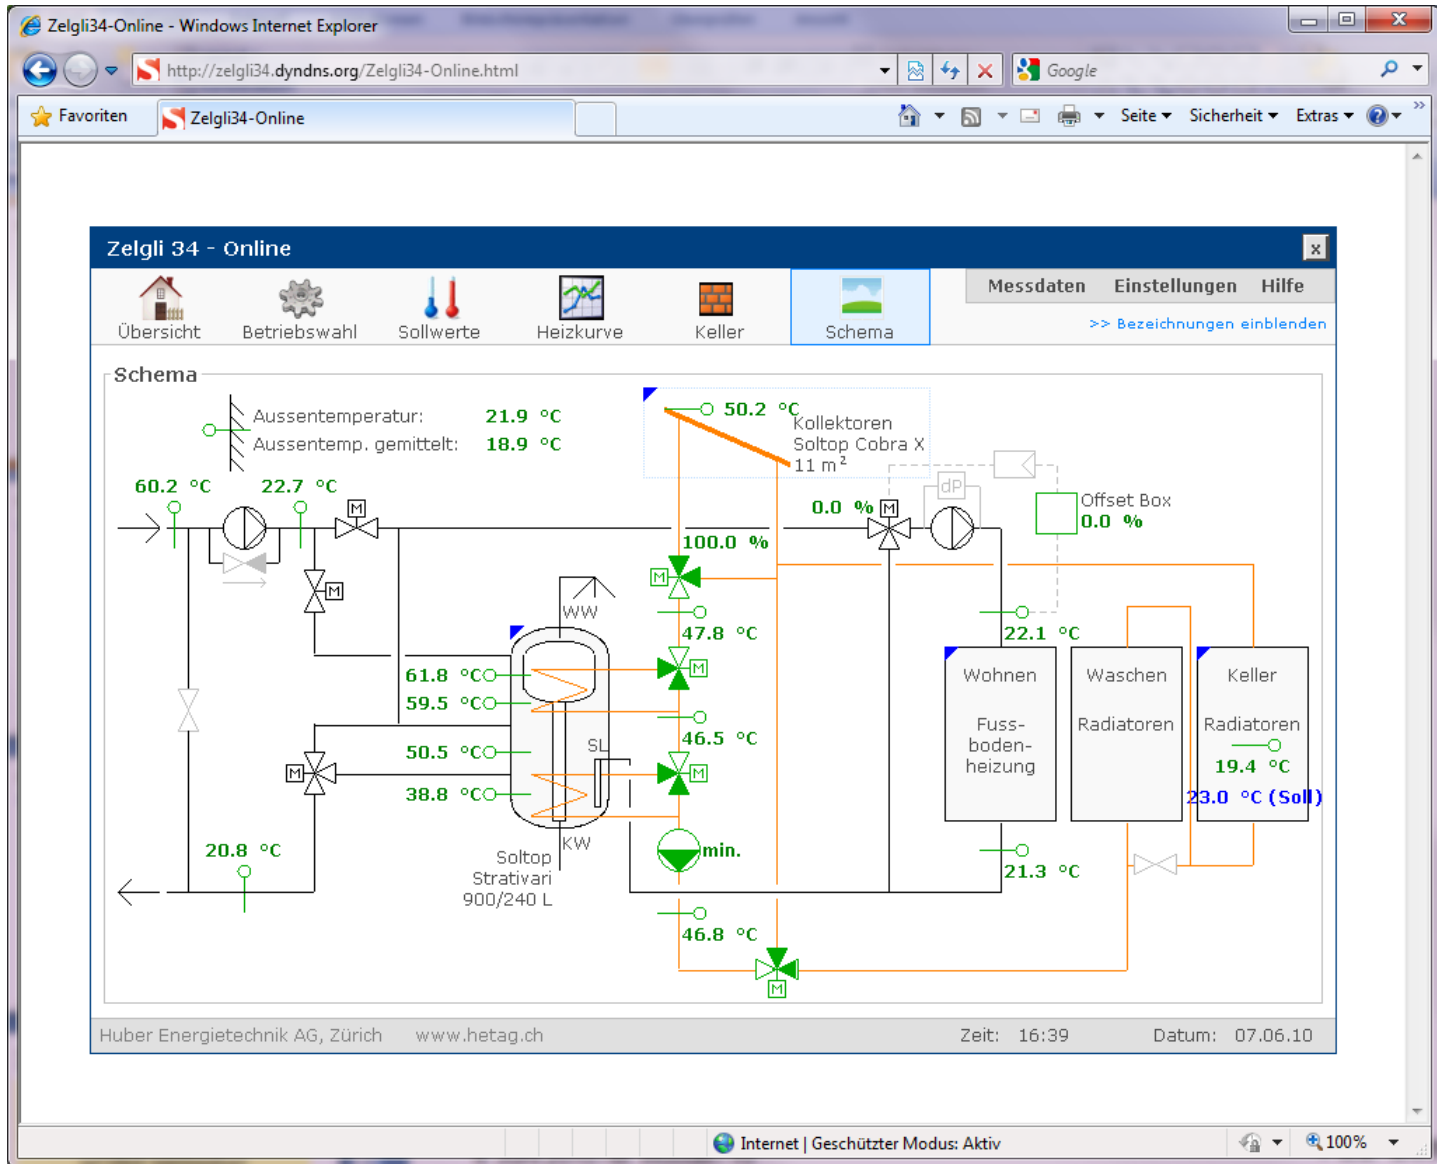 Zelgli34-Online - Windows Internet Explorer
http://zelgli34.dyndns.org/Zelgli34-Online.html
Google
Favoriten
Zelgli34-Online
Seite
Sicherheit
Extras
Zelgli 34 - Online
x
Übersicht
Betriebswahl
Sollwerte
Heizkurve
Keller
Schema
Messdaten
Einstellungen
Hilfe
>> Bezeichnungen einblenden
Schema
Aussentemperatur: 21.9 °C
Aussentemp. gemittelt: 18.9 °C
50.2 °C
Kollektoren
Soltop Cobra X
11 m²
60.2 °C
22.7 °C
M
0.0 %
M
dP
Offset Box
0.0 %
100.0 %
M
M
WW
47.8 °C
22.1 °C
61.8 °C
M
59.5 °C
46.5 °C
50.5 °C
SL
M
M
38.8 °C
Wohnen
Fuss-
boden-
heizung
Waschen
Radiatoren
Keller
Radiatoren
19.4 °C
23.0 °C (Soll)
20.8 °C
KW
Soltop
Strativari
900/240 L
min.
21.3 °C
46.8 °C
M
Huber Energietechnik AG, Zürich www.hetag.ch
Zeit: 16:39
Datum: 07.06.10
Internet | Geschützter Modus: Aktiv
100%